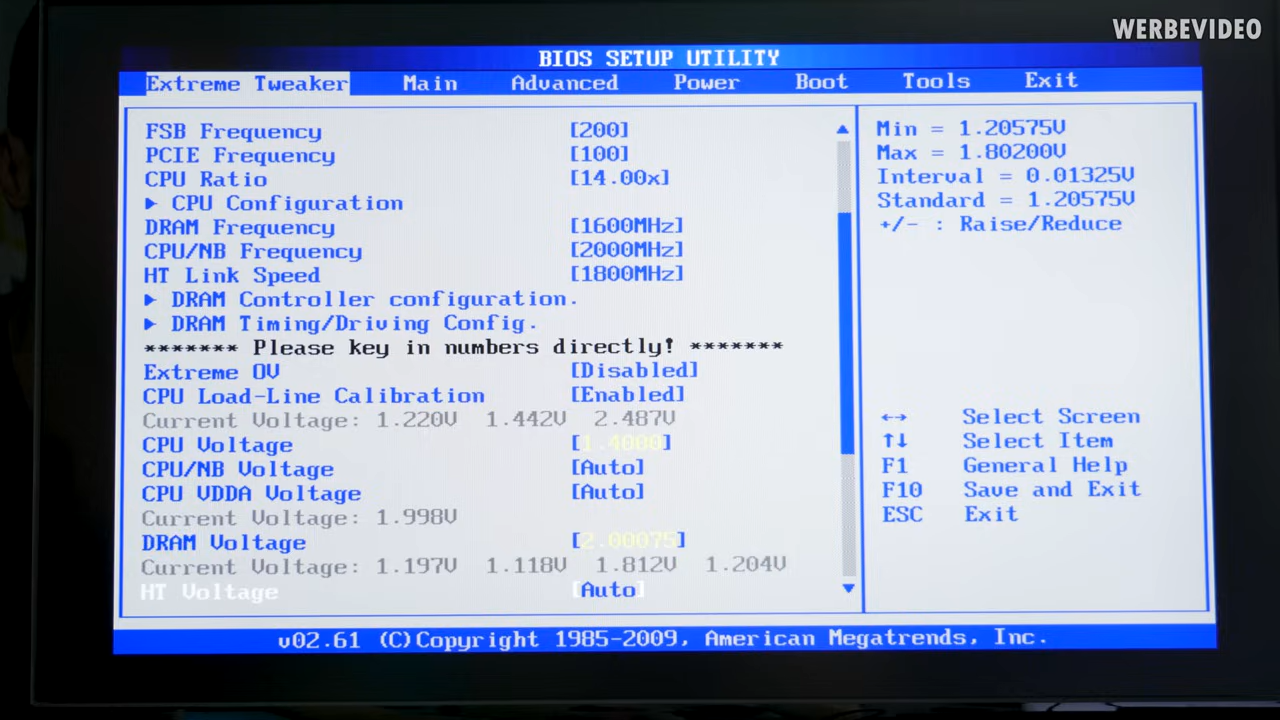 WERBEVIDEO
BIOS SETUP UTILITY
Extreme Tweaker Main Advanced Power Boot Tools Exit
FSB Frequency [200]
PCIE Frequency [100]
CPU Ratio [14.00x]
▶ CPU Configuration
DRAM Frequency [1600MHz]
CPU/NB Frequency [2000MHz]
HT Link Speed [1800MHz]
▶ DRAM Controller configuration.
▶ DRAM Timing/Driving Config.
******* Please key in numbers directly! *******
Extreme OV [Disabled]
CPU Load-Line Calibration [Enabled]
Current Voltage: 1.220V 1.442V 2.487V
CPU Voltage [1.4000]
CPU/NB Voltage [Auto]
CPU VDDA Voltage [Auto]
Current Voltage: 1.998V
DRAM Voltage [2.00075]
Current Voltage: 1.197V 1.118V 1.812V 1.204V
HT Voltage [Auto]
Min = 1.20575V
Max = 1.80200V
Interval = 0.01325V
Standard = 1.20575V
+/- : Raise/Reduce
↔ Select Screen
↑↓ Select Item
F1 General Help
F10 Save and Exit
ESC Exit
v02.61 (C)Copyright 1985-2009, American Megatrends, Inc.